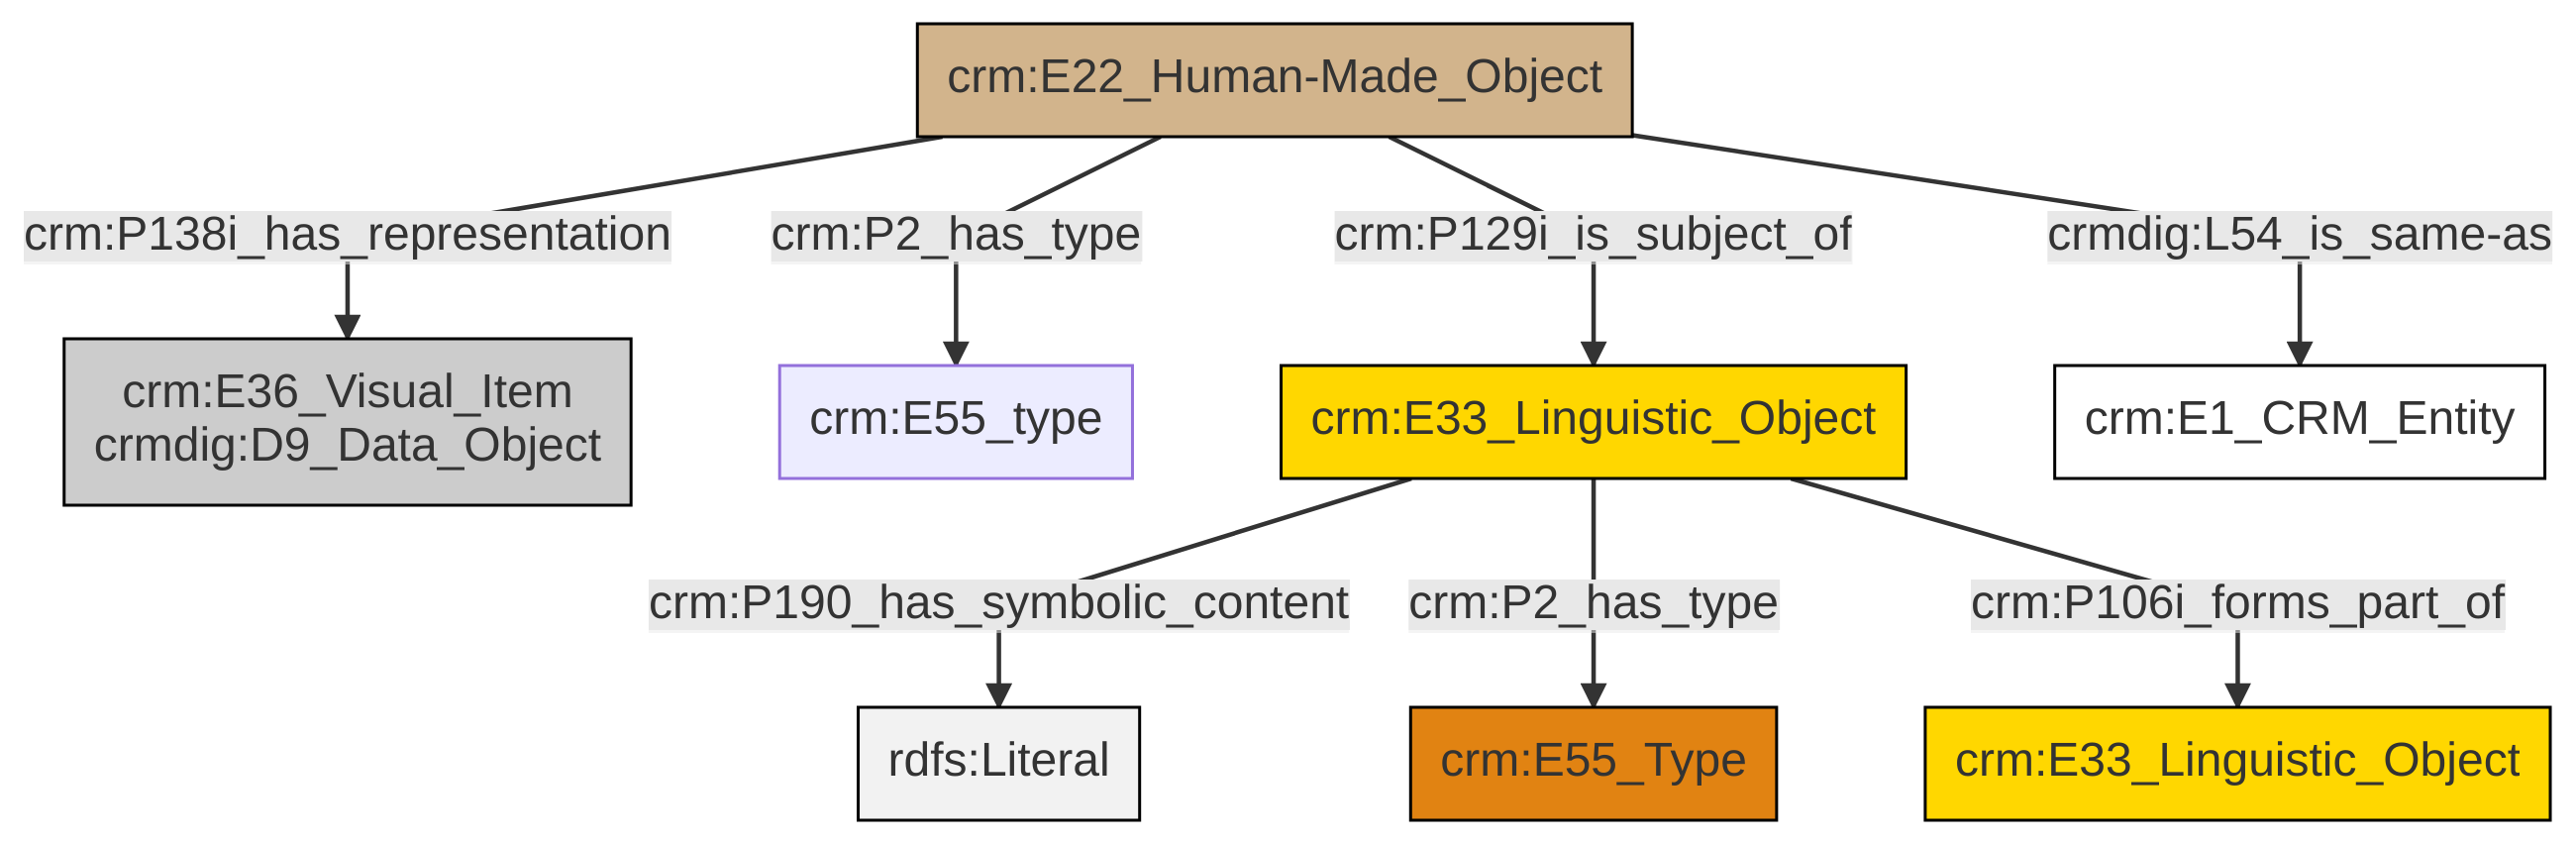 crm:E22_Human-Made_Object
crm:P138i_has_representation
crm:P2_has_type
crm:P129i_is_subject_of
crmdig:L54_is_same-as
crm:E36_Visual_Item
crmdig:D9_Data_Object
crm:E55_type
crm:E33_Linguistic_Object
crm:E1_CRM_Entity
crm:P190_has_symbolic_content
crm:P2_has_type
crm:P106i_forms_part_of
rdfs:Literal
crm:E55_Type
crm:E33_Linguistic_Object